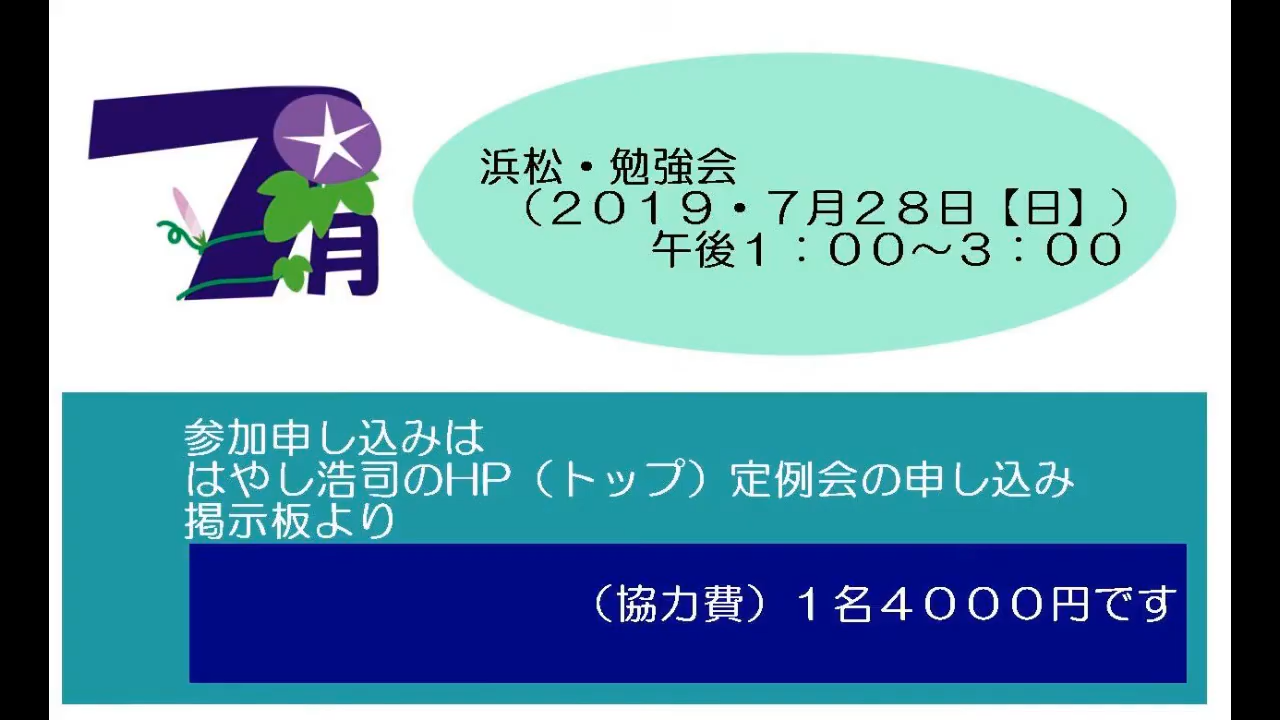 7月
浜松・勉強会
（２０１９・７月２８日【日】）
午後１：００～３：００
参加申し込みは
はやし浩司のHP（トップ）定例会の申し込み
掲示板より
（協力費）１名４０００円です